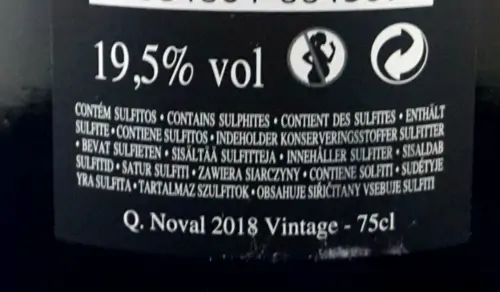 19,5% vol
CONTÉM SULFITOS • CONTAINS SULPHITES • CONTIENT DES SULFITES • ENTHÄLT
SULFITE • CONTIENE SULFITOS • INDEHOLDER KONSERVERINGSSTOFFER SULFITTER
• BEVAT SULFIETEN • SISÄLTÄÄ SULFITTEJA • INNEHÅLLER SULFITER • SISALDAB
SULFITID • SATUR SULFITI • ZAWIERA SIARCZYNY • CONTIENE SOLFITI • SUDĖTYJE
YRA SULFITA • TARTALMAZ SZULFITOK • OBSAHUJE SIŘIČITANY VSEBUJE SULFITI
Q. Noval 2018 Vintage - 75cl